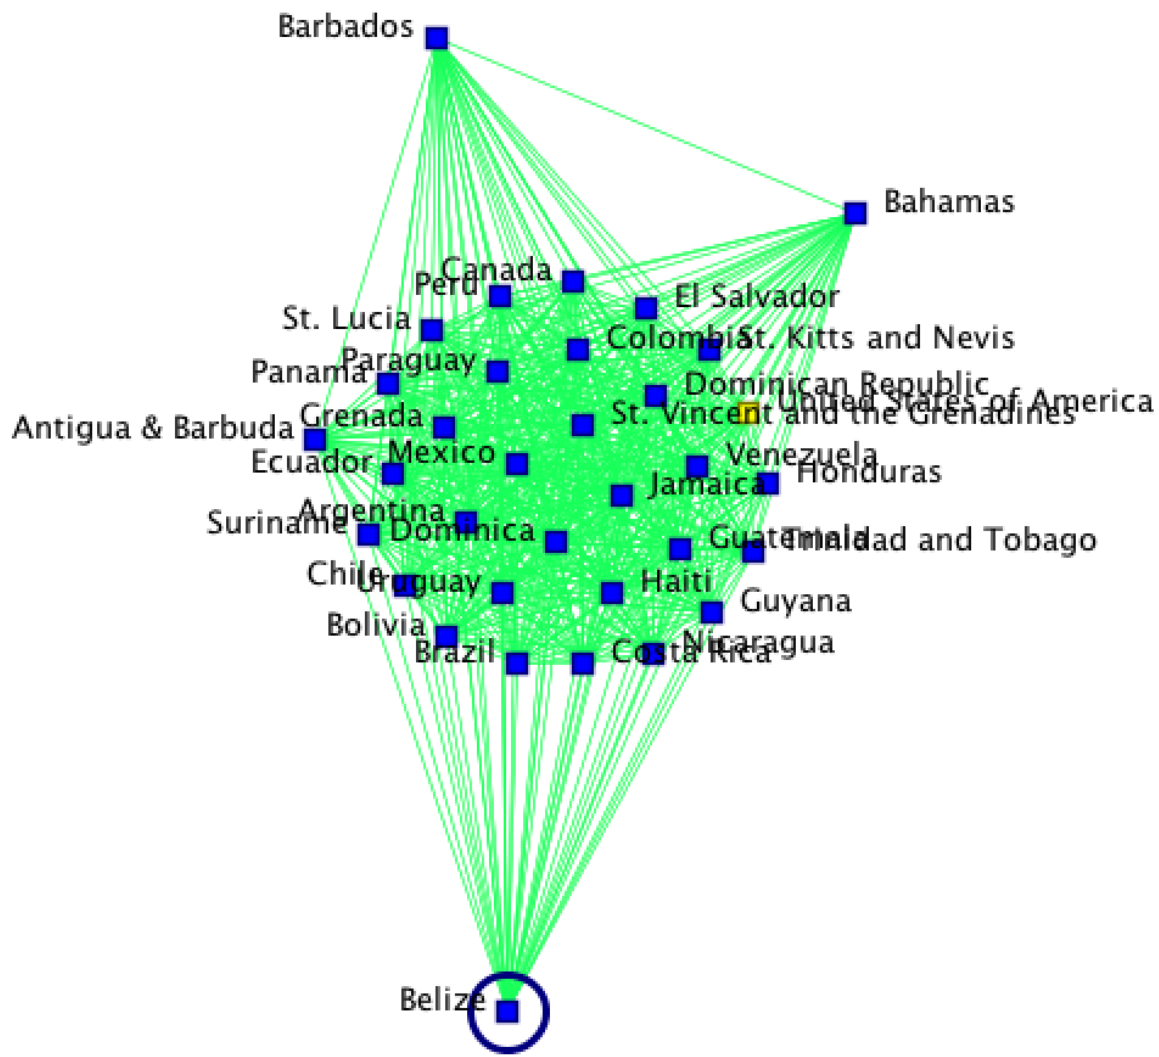 Barbados
Bahamas
Canada
Peru
El Salvador
St. Lucia
Colombia
St. Kitts and Nevis
Paraguay
Panama
Dominican Republic
United States of America
Grenada
St. Vincent and the Grenadines
Antigua & Barbuda
Mexico
Venezuela
Ecuador
Honduras
Jamaica
Argentina
Suriname
Dominica
Guatemala
Trinidad and Tobago
Chile
Uruguay
Haiti
Guyana
Bolivia
Nicaragua
Brazil
Costa Rica
Belize